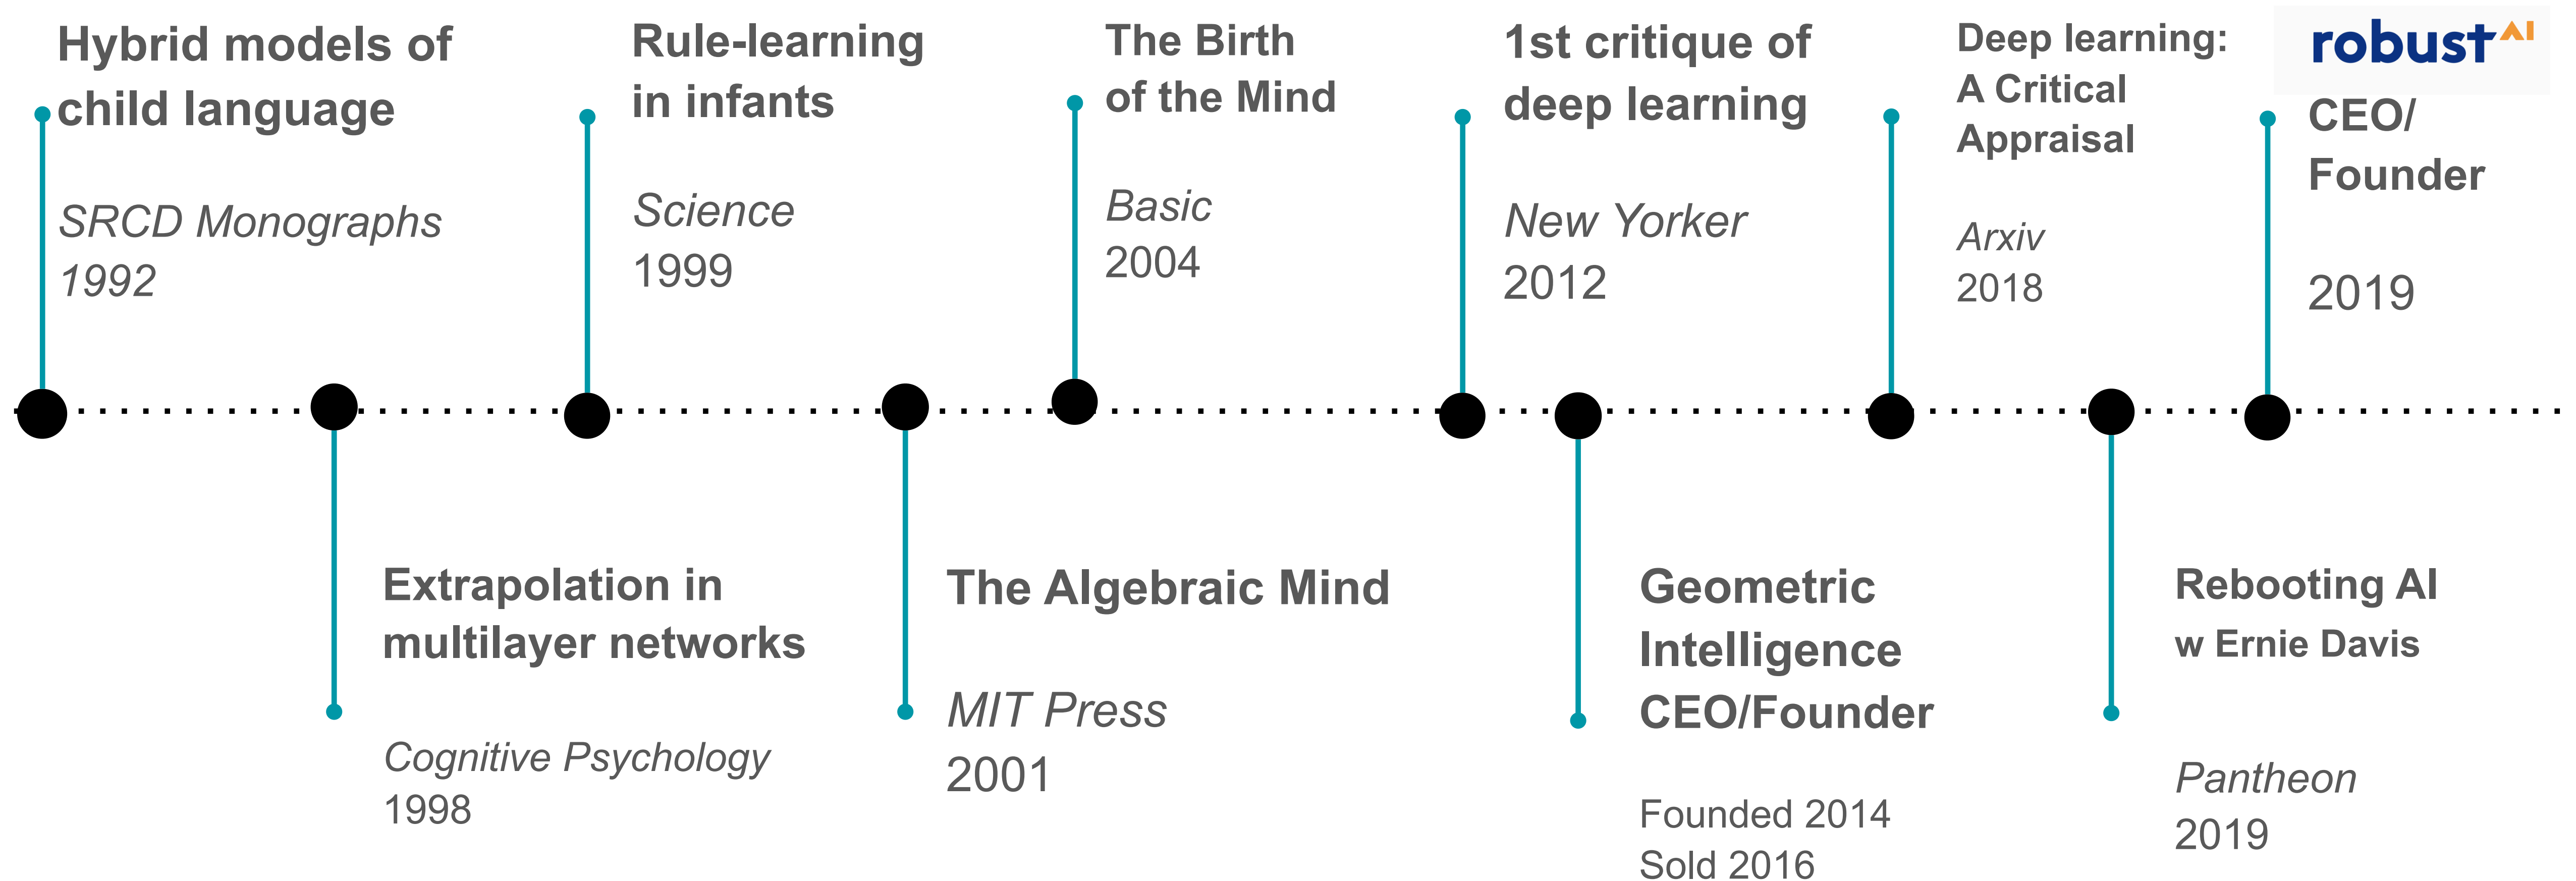 Hybrid models of
child language
SRCD Monographs
1992
Rule-learning
in infants
Science
1999
The Birth
of the Mind
Basic
2004
1st critique of
deep learning
New Yorker
2012
Deep learning:
A Critical
Appraisal
Arxiv
2018
robust AI
CEO/
Founder
2019
Extrapolation in
multilayer networks
Cognitive Psychology
1998
The Algebraic Mind
MIT Press
2001
Geometric
Intelligence
CEO/Founder
Founded 2014
Sold 2016
Rebooting AI
w Ernie Davis
Pantheon
2019